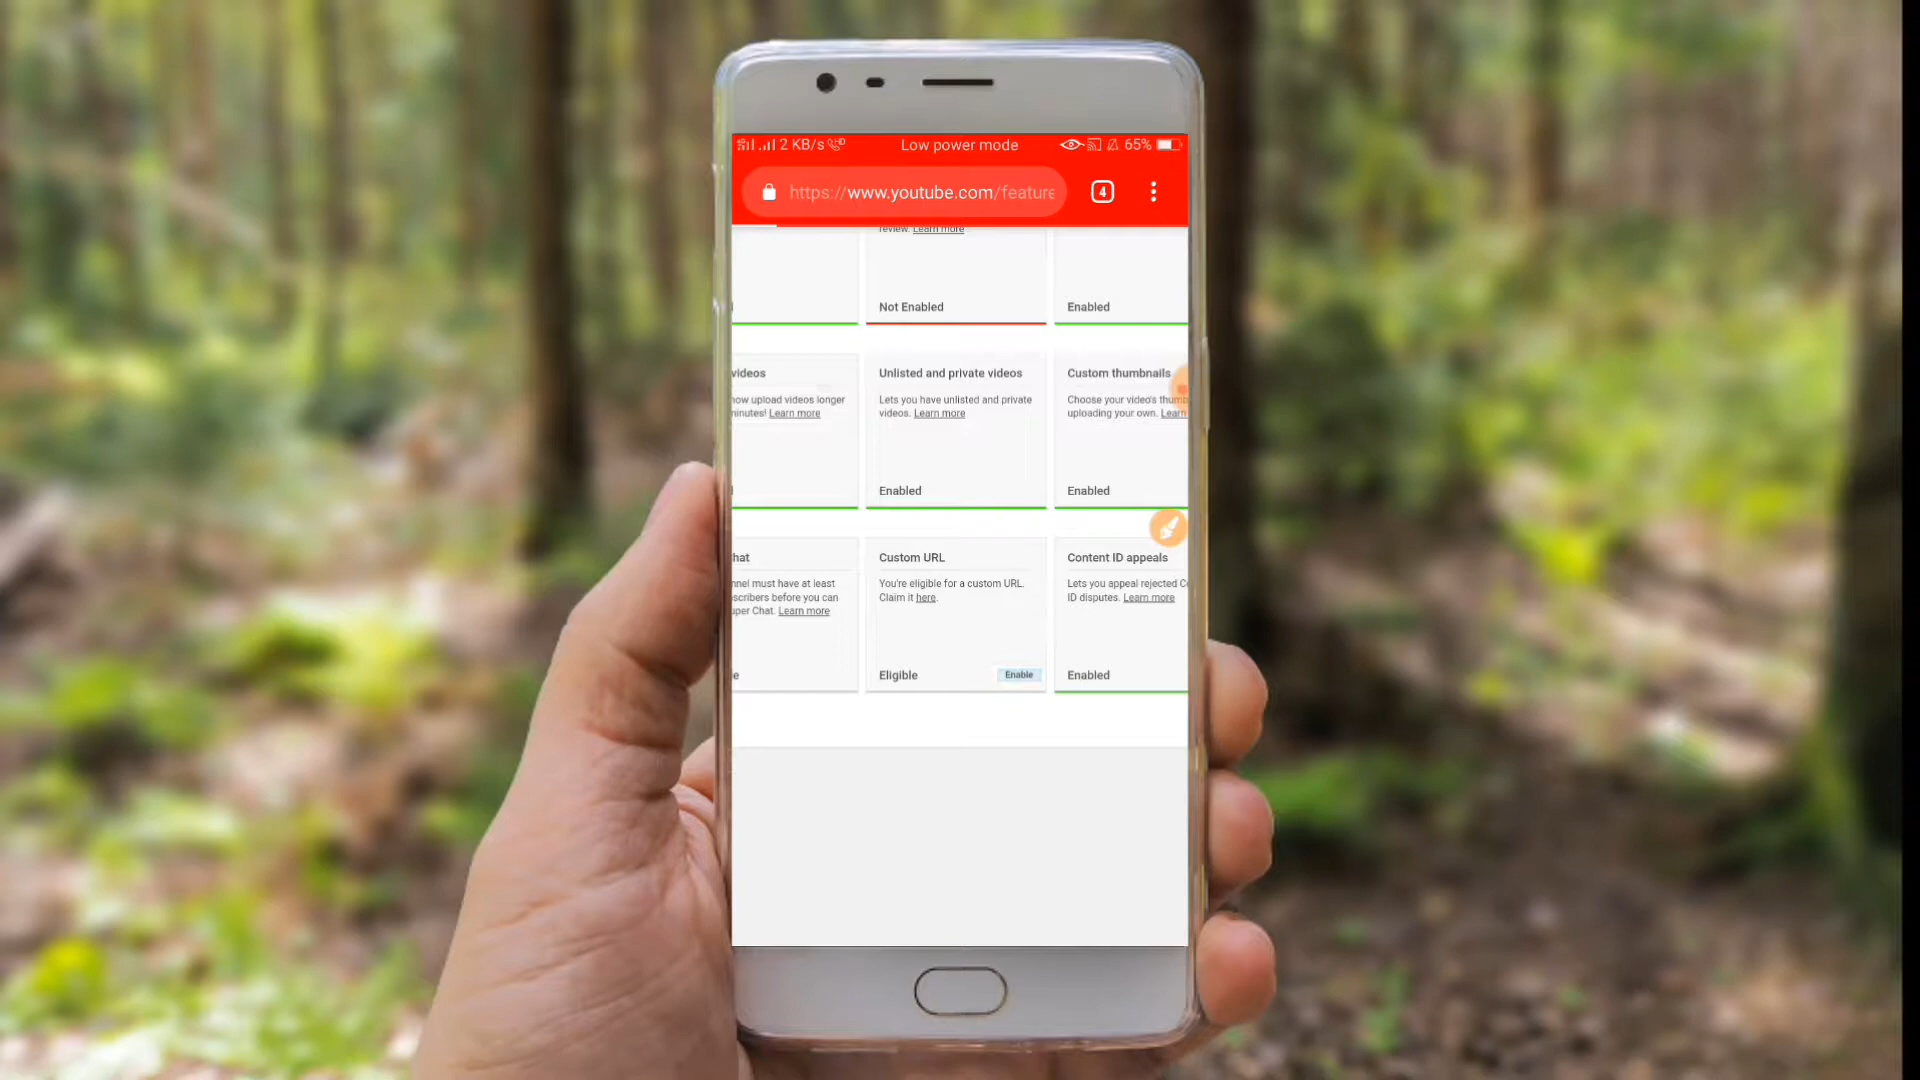 2 KB/s Low power mode 65%
https://www.youtube.com/feature 4
review. Learn more
Not Enabled Enabled
videos Unlisted and private videos Custom thumbnails
now upload videos longer Lets you have unlisted and private Choose your video's thumb
minutes! Learn more videos. Learn more uploading your own. Learn
Enabled Enabled
hat Custom URL Content ID appeals
nnel must have at least You're eligible for a custom URL. Lets you appeal rejected Co
scribers before you can Claim it here. ID disputes. Learn more
uper Chat. Learn more
e Eligible Enable Enabled